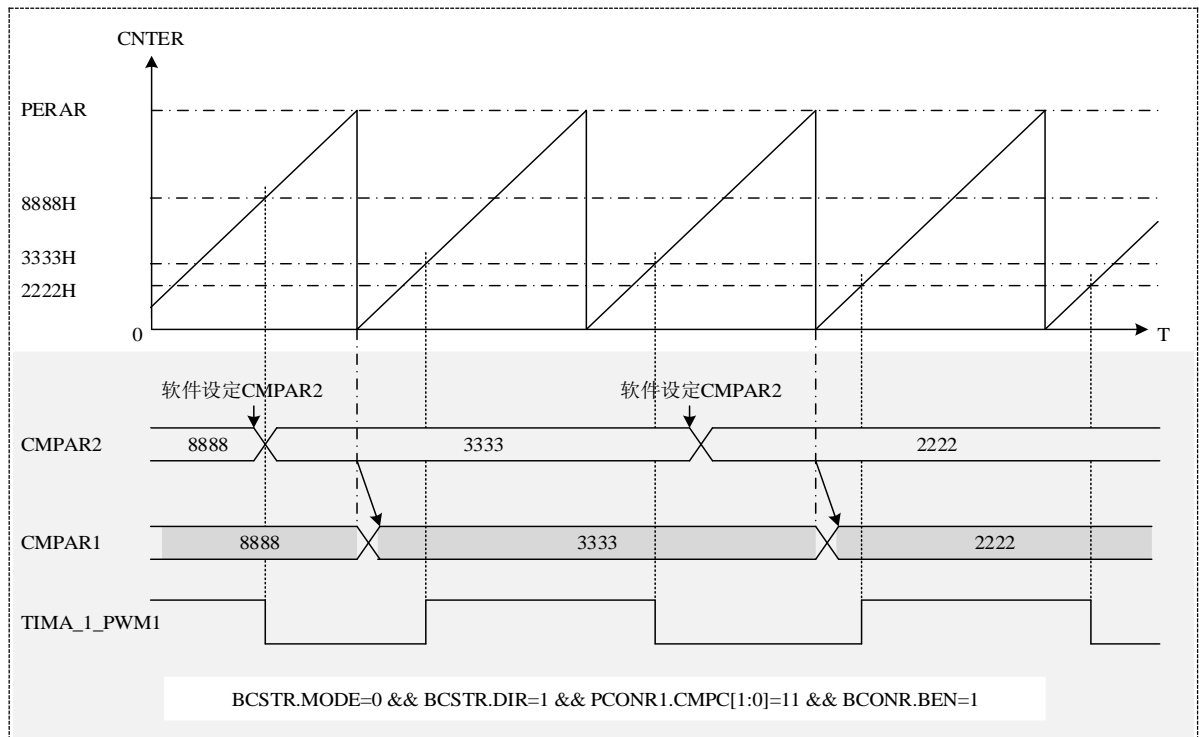 CNTER
PERAR
8888H
3333H
2222H
0
T
软件设定CMPAR2 软件设定CMPAR2
CMPAR2 8888 3333 2222
CMPAR1 8888 3333 2222
TIMA_1_PWM1
BCSTR.MODE=0 && BCSTR.DIR=1 && PCONR1.CMPC[1:0]=11 && BCONR.BEN=1